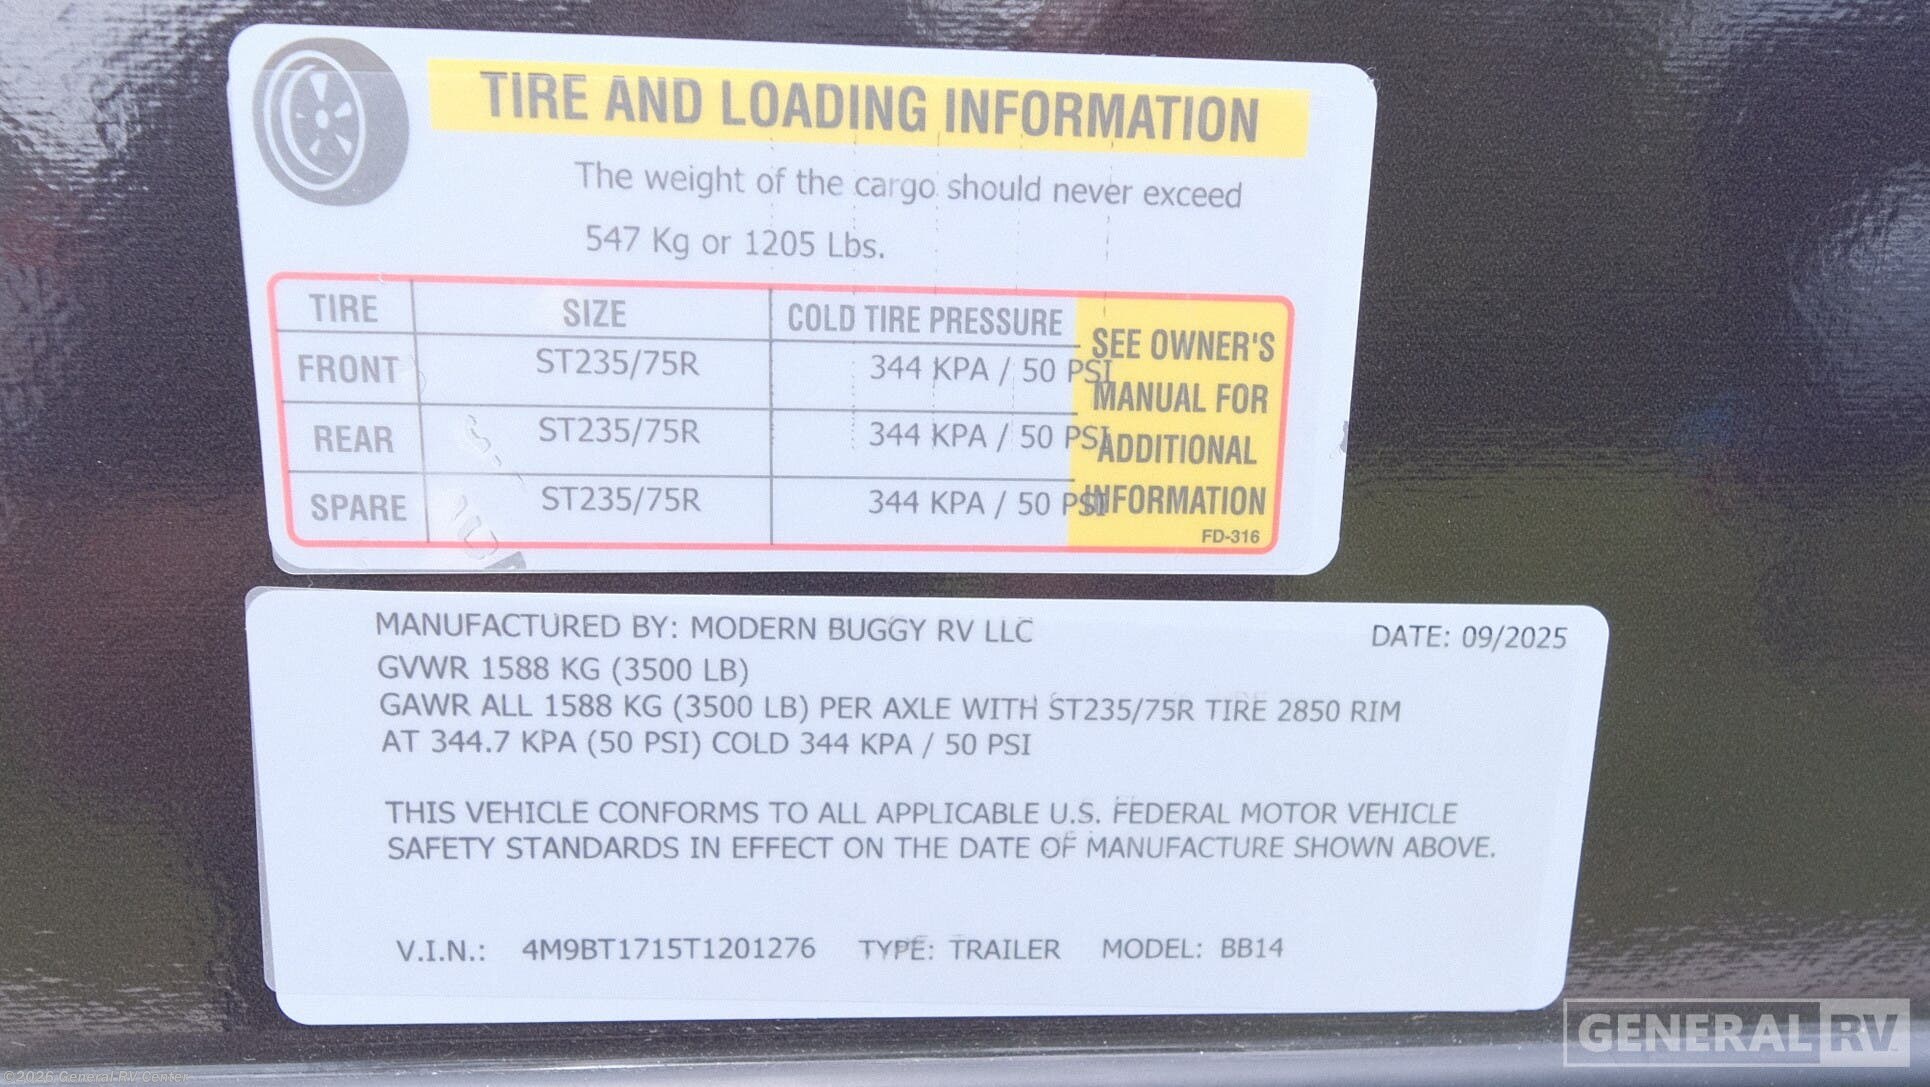 TIRE AND LOADING INFORMATION
The weight of the cargo should never exceed
547 Kg or 1205 Lbs.
TIRE SIZE COLD TIRE PRESSURE
FRONT ST235/75R 344 KPA / 50 PSI
REAR ST235/75R 344 KPA / 50 PSI
SPARE ST235/75R 344 KPA / 50 PSI
SEE OWNER'S
MANUAL FOR
ADDITIONAL
INFORMATION
FD-316
MANUFACTURED BY: MODERN BUGGY RV LLC DATE: 09/2025
GVWR 1588 KG (3500 LB)
GAWR ALL 1588 KG (3500 LB) PER AXLE WITH ST235/75R TIRE 2850 RIM
AT 344.7 KPA (50 PSI) COLD 344 KPA / 50 PSI
THIS VEHICLE CONFORMS TO ALL APPLICABLE U.S. FEDERAL MOTOR VEHICLE
SAFETY STANDARDS IN EFFECT ON THE DATE OF MANUFACTURE SHOWN ABOVE.
V.I.N.: 4M9BT1715T1201276 TYPE: TRAILER MODEL: BB14
GENERAL RV
©2026 General RV Center